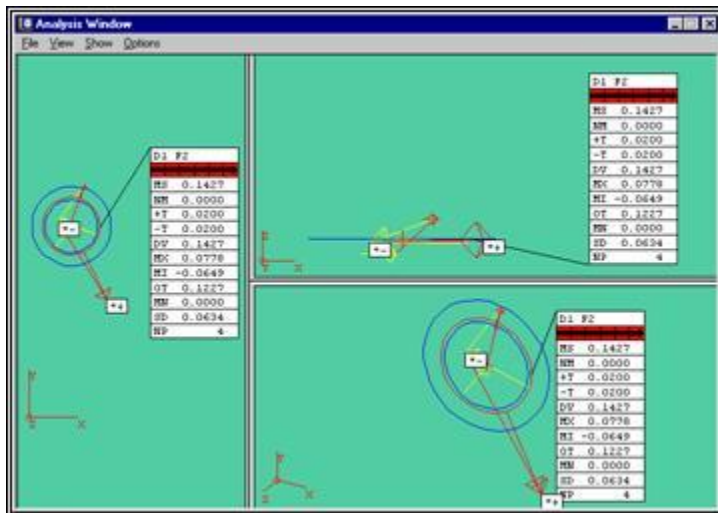 Analysis Window
File View Show Options
D1 F2
MS 0.1427
NM 0.0000
+T 0.0200
-T 0.0200
DV 0.1427
MX 0.0778
MI -0.0649
OT 0.1227
MN 0.0000
SD 0.0634
NP 4
*-
*+
Y
Z X
D1 F2
MS 0.1427
NM 0.0000
+T 0.0200
-T 0.0200
DV 0.1427
MX 0.0778
MI -0.0649
OT 0.1227
MN 0.0000
SD 0.0634
NP 4
*-
*+
Z
Y X
D1 F2
MS 0.1427
NM 0.0000
+T 0.0200
-T 0.0200
DV 0.1427
MX 0.0778
MI -0.0649
OT 0.1227
MN 0.0000
SD 0.0634
NP 4
*-
*+
Y
Z X